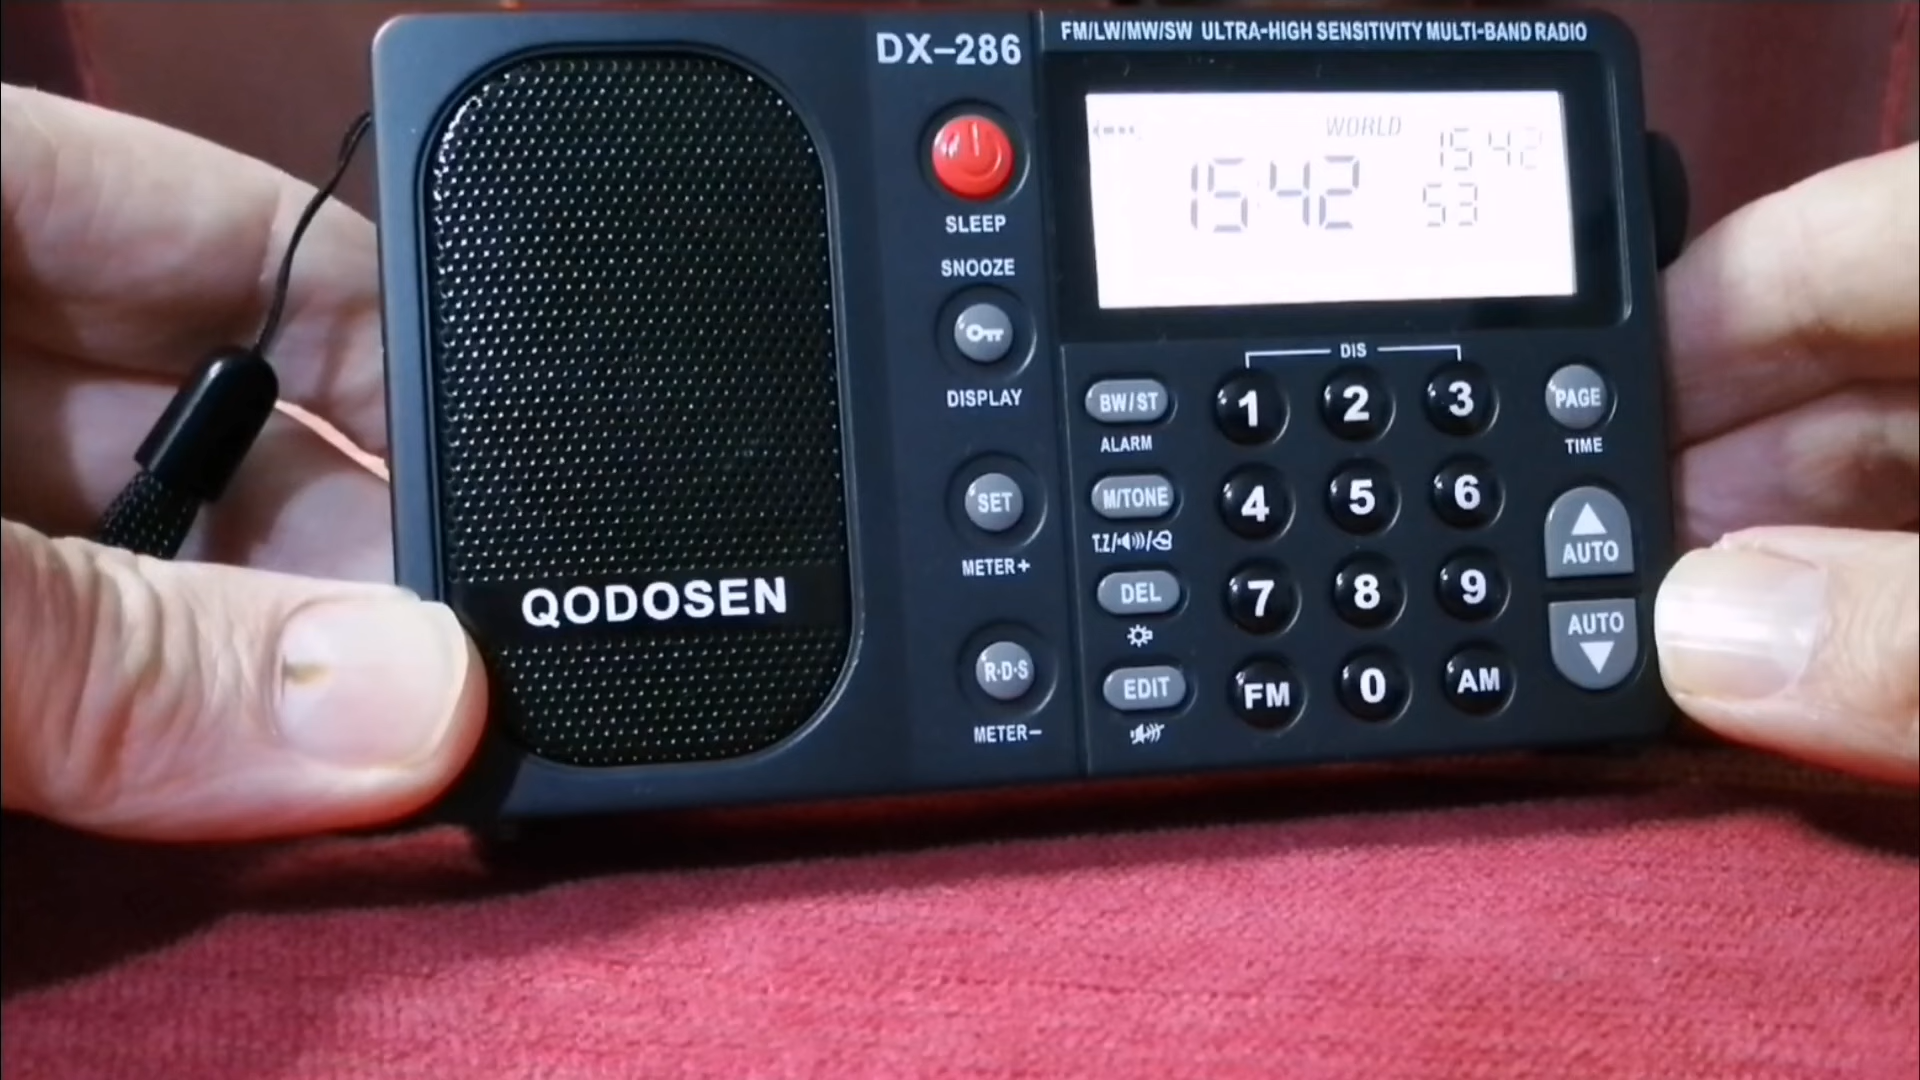 DX-286
FM/LW/MW/SW ULTRA-HIGH SENSITIVITY MULTI-BAND RADIO
WORLD
15:42
15 42
53
SLEEP
SNOOZE
DISPLAY
SET
METER+
R·D·S
METER-
QODOSEN
DIS
BW/ST
1
2
3
PAGE
ALARM
TIME
M/TONE
4
5
6
AUTO
T.Z/
DEL
7
8
9
AUTO
EDIT
FM
0
AM